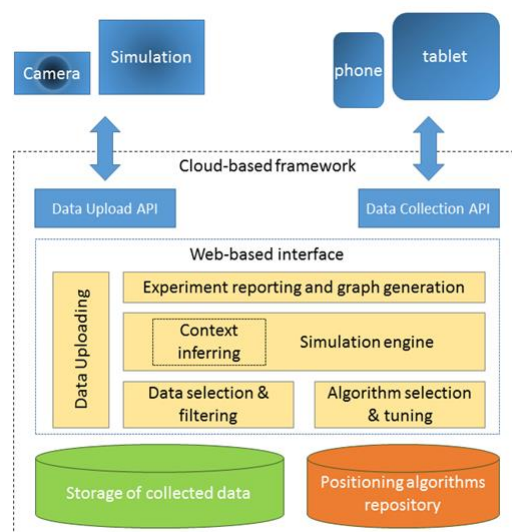 Camera
Simulation
phone
tablet
Cloud-based framework
Data Upload API
Data Collection API
Web-based interface
Data Uploading
Experiment reporting and graph generation
Context
inferring
Simulation engine
Data selection &
filtering
Algorithm selection
& tuning
Storage of collected data
Positioning algorithms
repository